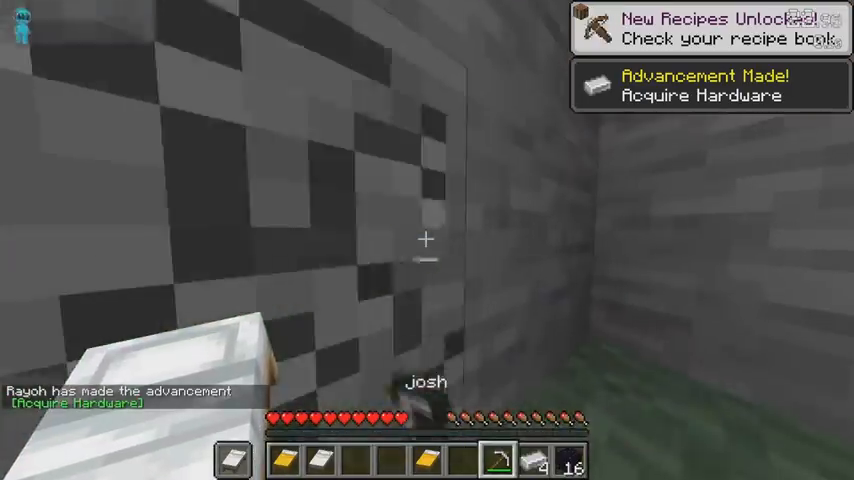 New Recipes Unlocked!
Check your recipe book
Advancement Made!
Acquire Hardware
josh
Rayoh has made the advancement
[Acquire Hardware]
4
16